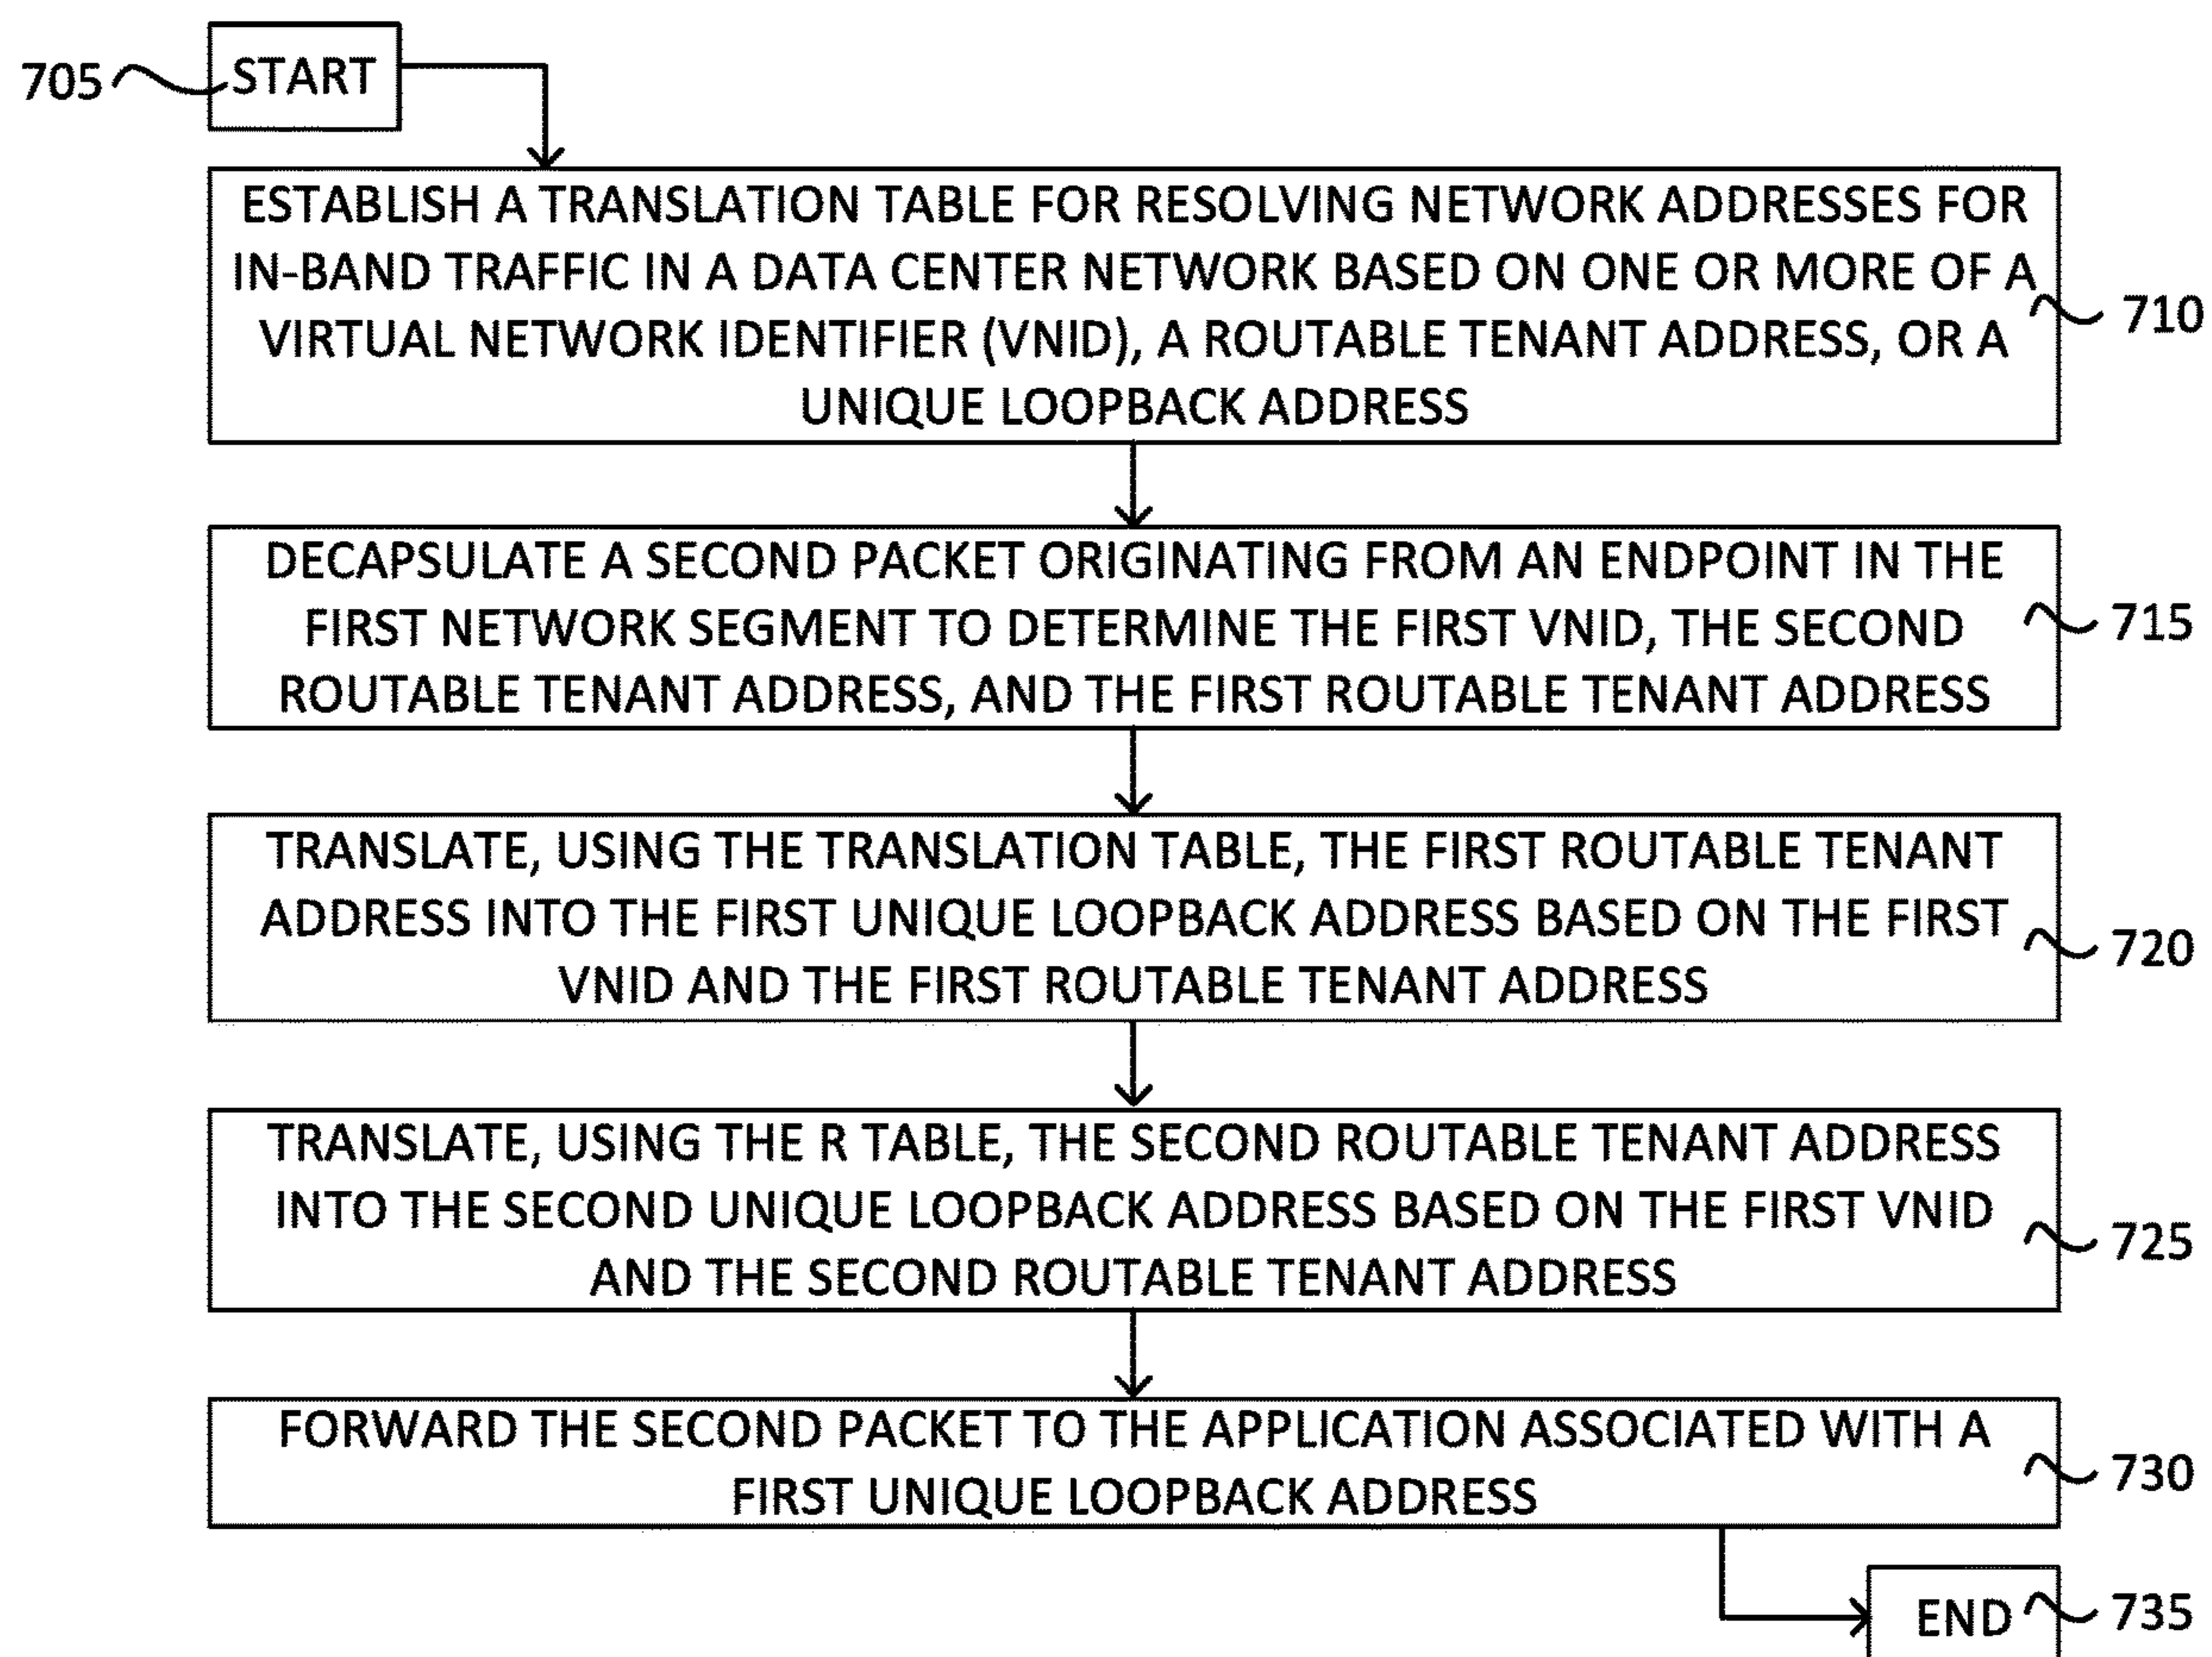 705
START
ESTABLISH A TRANSLATION TABLE FOR RESOLVING NETWORK ADDRESSES FOR
IN-BAND TRAFFIC IN A DATA CENTER NETWORK BASED ON ONE OR MORE OF A
VIRTUAL NETWORK IDENTIFIER (VNID), A ROUTABLE TENANT ADDRESS, OR A
UNIQUE LOOPBACK ADDRESS
710
DECAPSULATE A SECOND PACKET ORIGINATING FROM AN ENDPOINT IN THE
FIRST NETWORK SEGMENT TO DETERMINE THE FIRST VNID, THE SECOND
ROUTABLE TENANT ADDRESS, AND THE FIRST ROUTABLE TENANT ADDRESS
715
TRANSLATE, USING THE TRANSLATION TABLE, THE FIRST ROUTABLE TENANT
ADDRESS INTO THE FIRST UNIQUE LOOPBACK ADDRESS BASED ON THE FIRST
VNID AND THE FIRST ROUTABLE TENANT ADDRESS
720
TRANSLATE, USING THE R TABLE, THE SECOND ROUTABLE TENANT ADDRESS
INTO THE SECOND UNIQUE LOOPBACK ADDRESS BASED ON THE FIRST VNID
AND THE SECOND ROUTABLE TENANT ADDRESS
725
FORWARD THE SECOND PACKET TO THE APPLICATION ASSOCIATED WITH A
FIRST UNIQUE LOOPBACK ADDRESS
730
END
735